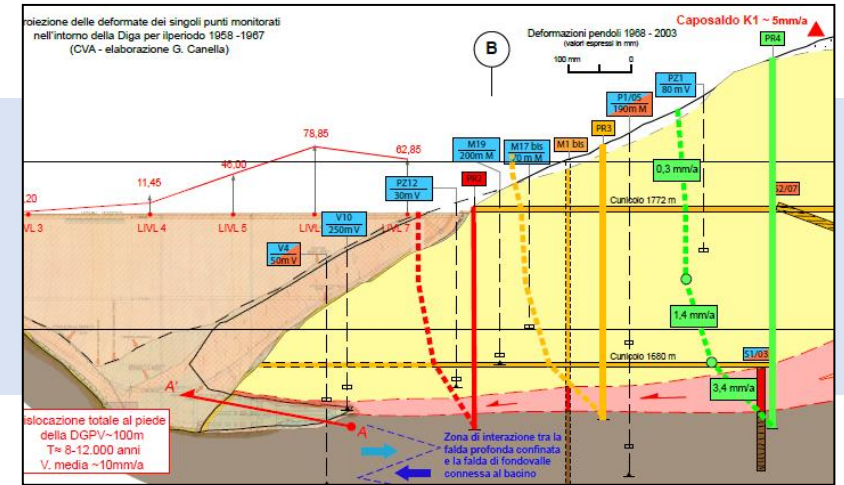 roiezione delle deformate dei singoli punti monitorati
nell'intorno della Diga per ilperiodo 1958 -1967
(CVA - elaborazione G. Canella)
B
Deformazioni pendoli 1968 - 2003
(valori espressi in mm)
100 mm
0
Caposaldo K1 ~ 5mm/a
PR4
PZ1
80 m V
P1/05
190m M
PR3
M1 bis
M17 bis
70 m M
M19
200m M
PR2
PZ12
30m V
V10
250m V
V4
50m V
,20
11,45
46,00
78,85
62,85
VL 3
LIVL 4
LIVL 5
LIVL
LIVL 7
0,3 mm/a
Cunicolo 1772 m
S2/07
1,4 mm/a
Cunicolo 1680 m
S1/03
3,4 mm/a
A'
A
islocazione totale al piede
della DGPV~100m
T≈ 8-12.000 anni
V. media ~10mm/a
Zona di interazione tra la
falda profonda confinata
e la falda di fondovalle
connessa al bacino